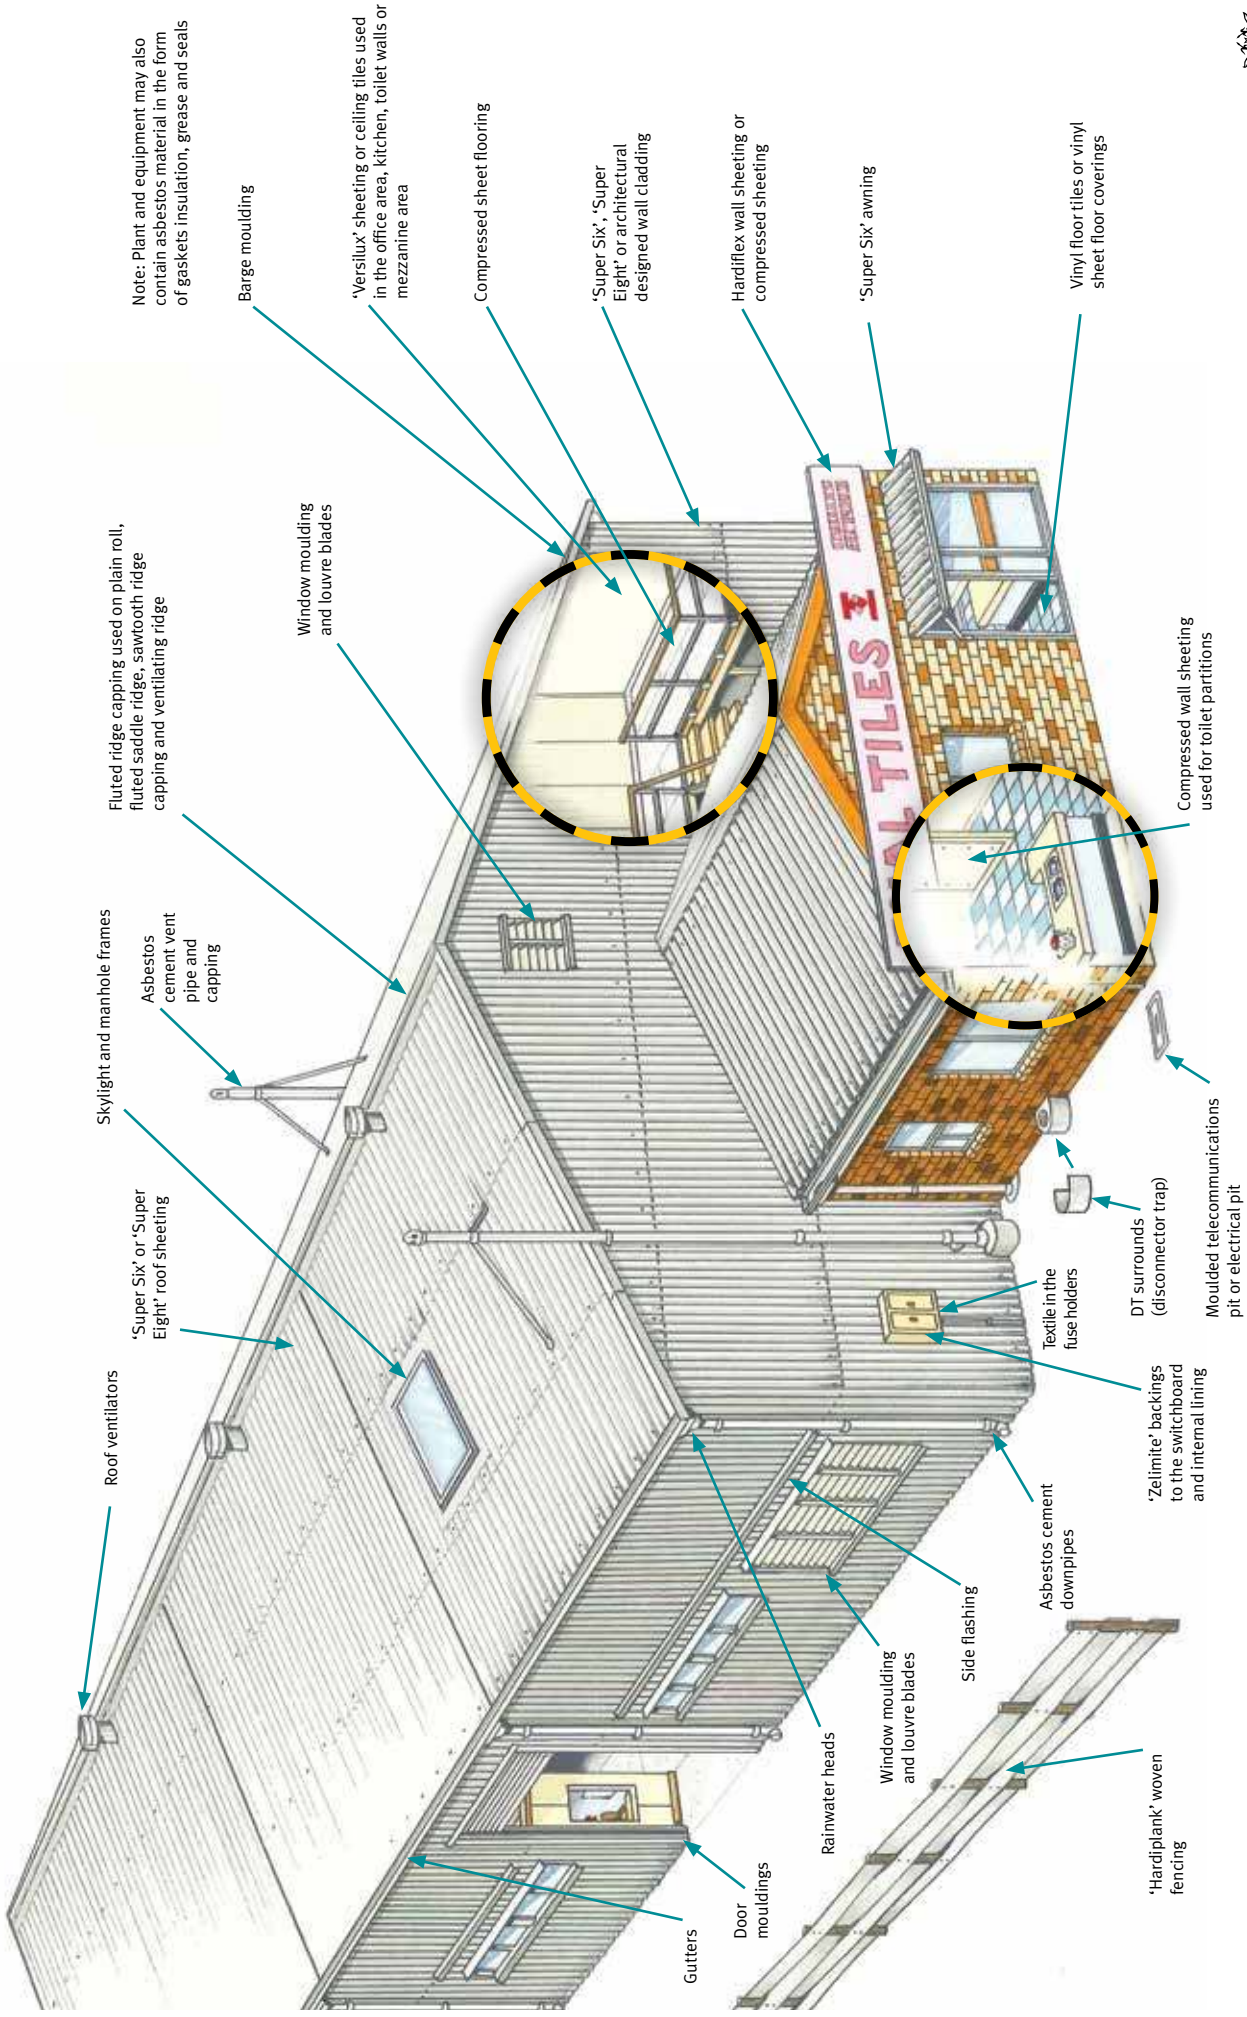 Note: Plant and equipment may also
contain asbestos material in the form
of gaskets insulation, grease and seals
Barge moulding
‘Versilux’ sheeting or ceiling tiles used
in the office area, kitchen, toilet walls or
mezzanine area
Compressed sheet flooring
‘Super Six’, ‘Super
Eight’ or architectural
designed wall cladding
Hardiflex wall sheeting or
compressed sheeting
‘Super Six’ awning
Vinyl floor tiles or vinyl
sheet floor coverings
Fluted ridge capping used on plain roll,
fluted saddle ridge, sawtooth ridge
capping and ventilating ridge
Window moulding
and louvre blades
Asbestos
cement vent
pipe and
capping
Skylight and manhole frames
‘Super Six’ or ‘Super
Eight’ roof sheeting
Roof ventilators
AL TILES
Compressed wall sheeting
used for toilet partitions
Moulded telecommunications
pit or electrical pit
DT surrounds
(disconnector trap)
Textile in the
fuse holders
‘Zelimite’ backings
to the switchboard
and internal lining
Asbestos cement
downpipes
Side flashing
Window moulding
and louvre blades
Rainwater heads
‘Hardiplank’ woven
fencing
Door
mouldings
Gutters